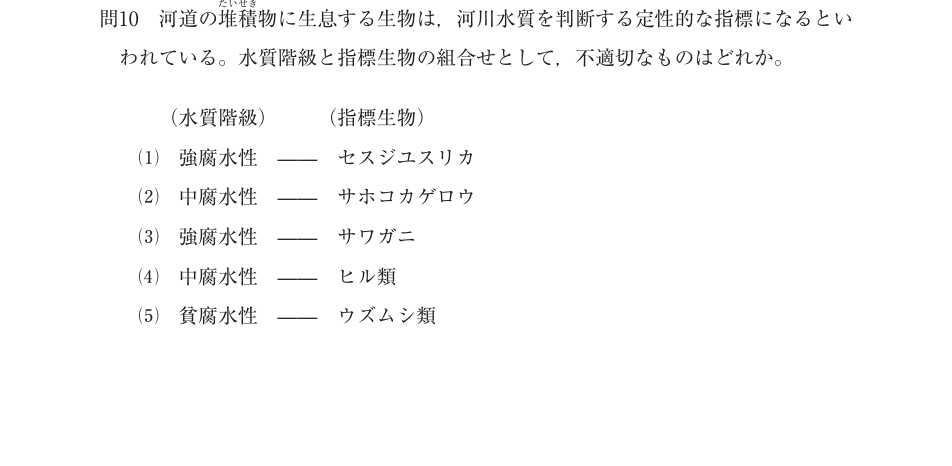 たいせき
問10　河道の堆積物に生息する生物は，河川水質を判断する定性的な指標になるとい
われている。水質階級と指標生物の組合せとして，不適切なものはどれか。
（水質階級）　　（指標生物）
⑴　強腐水性　――　セスジユスリカ
⑵　中腐水性　――　サホコカゲロウ
⑶　強腐水性　――　サワガニ
⑷　中腐水性　――　ヒル類
⑸　貧腐水性　――　ウズムシ類